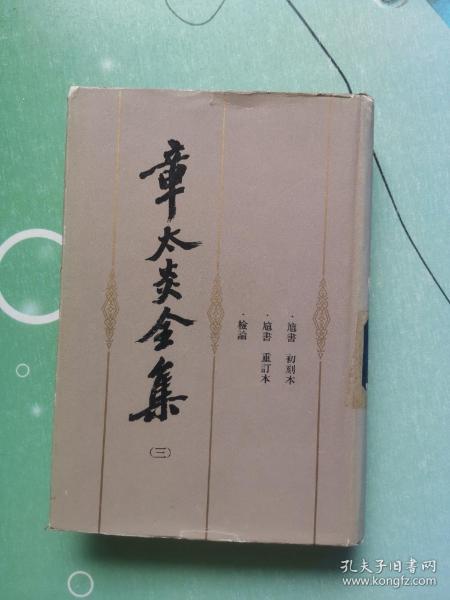 章太炎全集
(三)
·訄書 初刻本
·訄書 重訂本
·檢論
孔夫子旧书网
www.kongfz.com